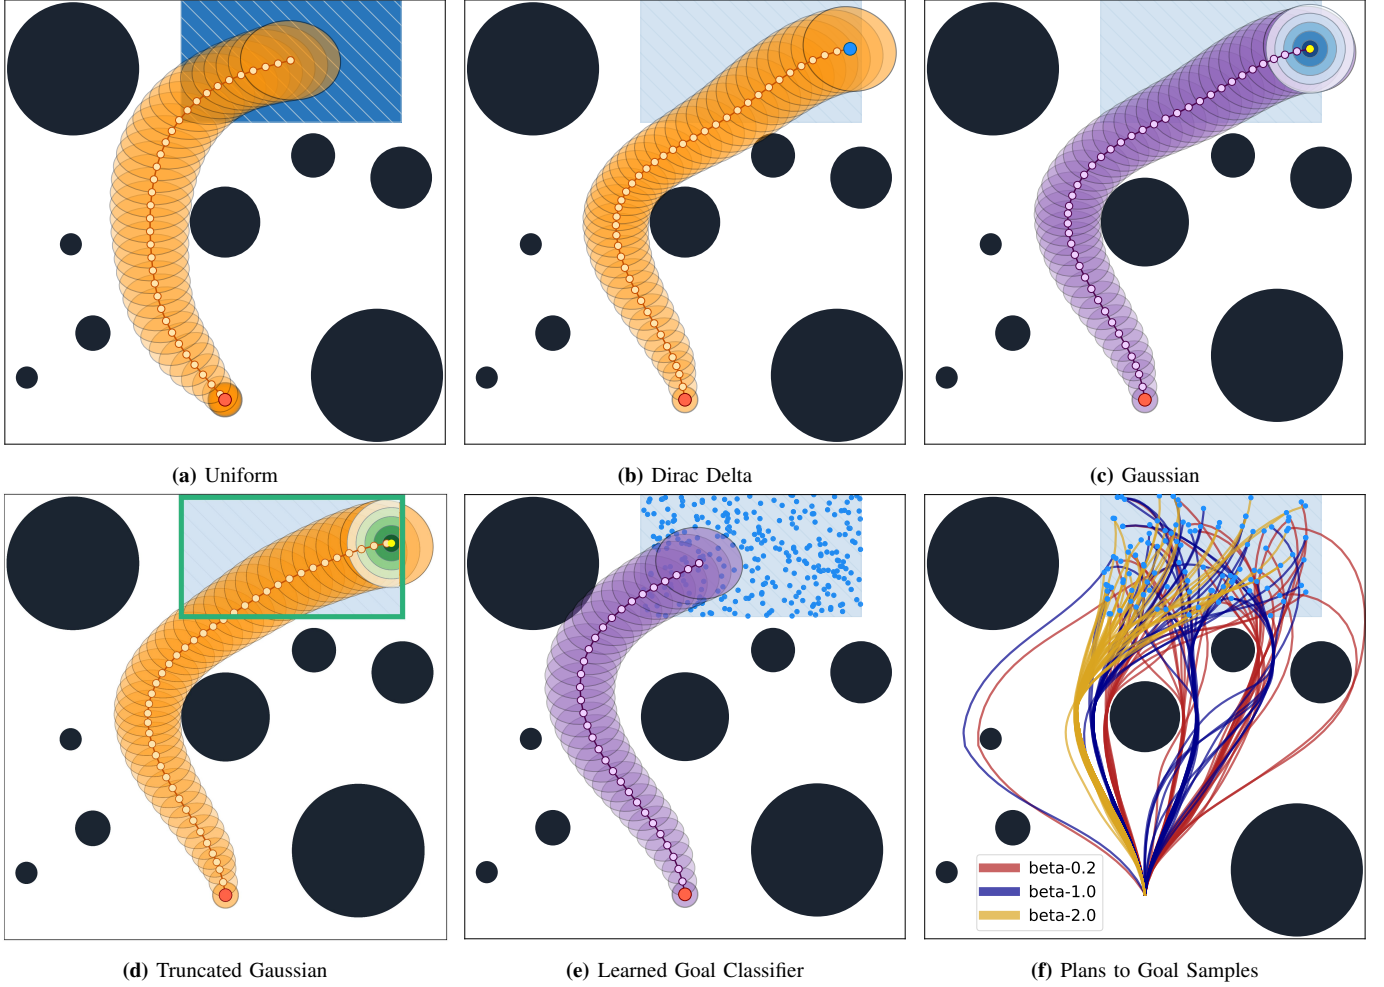 (a) Uniform
(b) Dirac Delta
(c) Gaussian
beta-0.2
beta-1.0
beta-2.0
(d) Truncated Gaussian
(e) Learned Goal Classifier
(f) Plans to Goal Samples